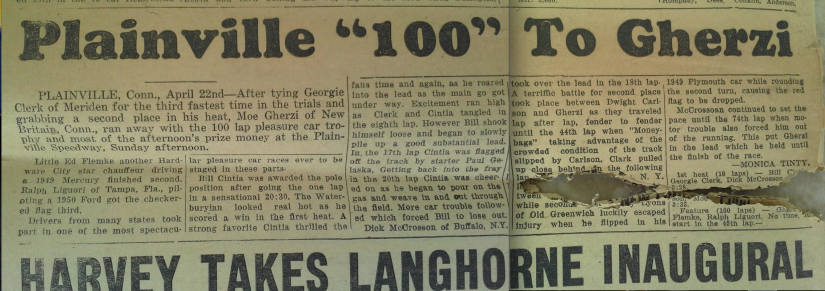 Plainville "100" To Gherzi
PLAINVILLE, Conn., April 22nd—After tying Georgie
Clerk of Meriden for the third fastest time in the trials and
grabbing a second place in his heat, Moe Gherzi of New
Britain, Conn., ran away with the 100 lap pleasure car tro-
phy and most of the afternoon's prize money at the Plain-
ville Speedway, Sunday afternoon.
Little Ed Flemke another Hard-
ware City star chauffeur driving
a 1949 Mercury finished second.
Ralph Liguori of Tampa, Fla., pil-
oting a 1950 Ford got the checker-
ed flag third.
Drivers from many states took
part in one of the most spectacu-
lar pleasure car races ever to be
staged in these parts.
Bill Cintia was awarded the pole
position after going the one lap
in a sensational 20:30. The Water-
buryian looked real hot as he
scored a win in the first heat. A
strong favorite Cintia thrilled the
fans time and again, as he roared
into the lead as the main go got
under way. Excitement ran high
as Clerk and Cintia tangled in
the eighth lap. However Bill shook
himself loose and began to slowly
pile up a good substantial lead.
In the 17th lap Cintia was flagged
off the track by starter Paul Ge-
laska. Getting back into the fray
in the 20th lap Cintia was cheer-
ed on as he began to pour on the
gas and weave in and out through
the field. More car trouble follow-
ed which forced Bill to lose out.
Dick McCrosson of Buffalo, N.Y.
took over the lead in the 18th lap.
A terrific battle for second place
took place between Dwight Carl-
son and Gherzi as they traveled
lap after lap, fender to fender
until the 44th lap when "Money-
bags" taking advantage of the
crowded condition of the track
slipped by Carlson. Clark pulled
up close behind in the following
N. Y.
tween
while second Lyons
of Old Greenwich luckily escaped
injury when he flipped in his
1949 Plymouth car while rounding
the second turn, causing the red
flag to be dropped.
McCrosson continued to set the
pace until the 74th lap when mo-
tor trouble also forced him out
of the running. This put Gherzi
in the lead which he held until
the finish of the race.
—MONICA TINTY.
1st heat (10 laps) — Bill
Georgie Clerk, Dick McCrosson
Feature (100 laps) —
Flemke, Ralph Liguori. No time,
start in the 45th lap.—
HARVEY TAKES LANGHORNE INAUGURAL